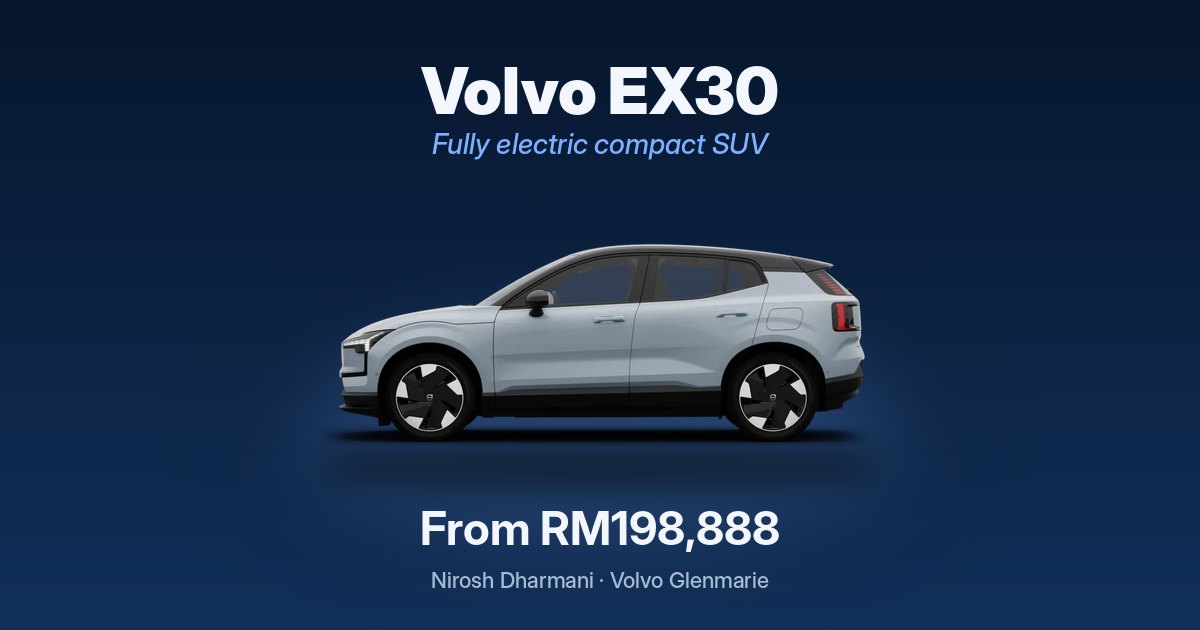 Volvo EX30
Fully electric compact SUV
From RM198,888
Nirosh Dharmani · Volvo Glenmarie